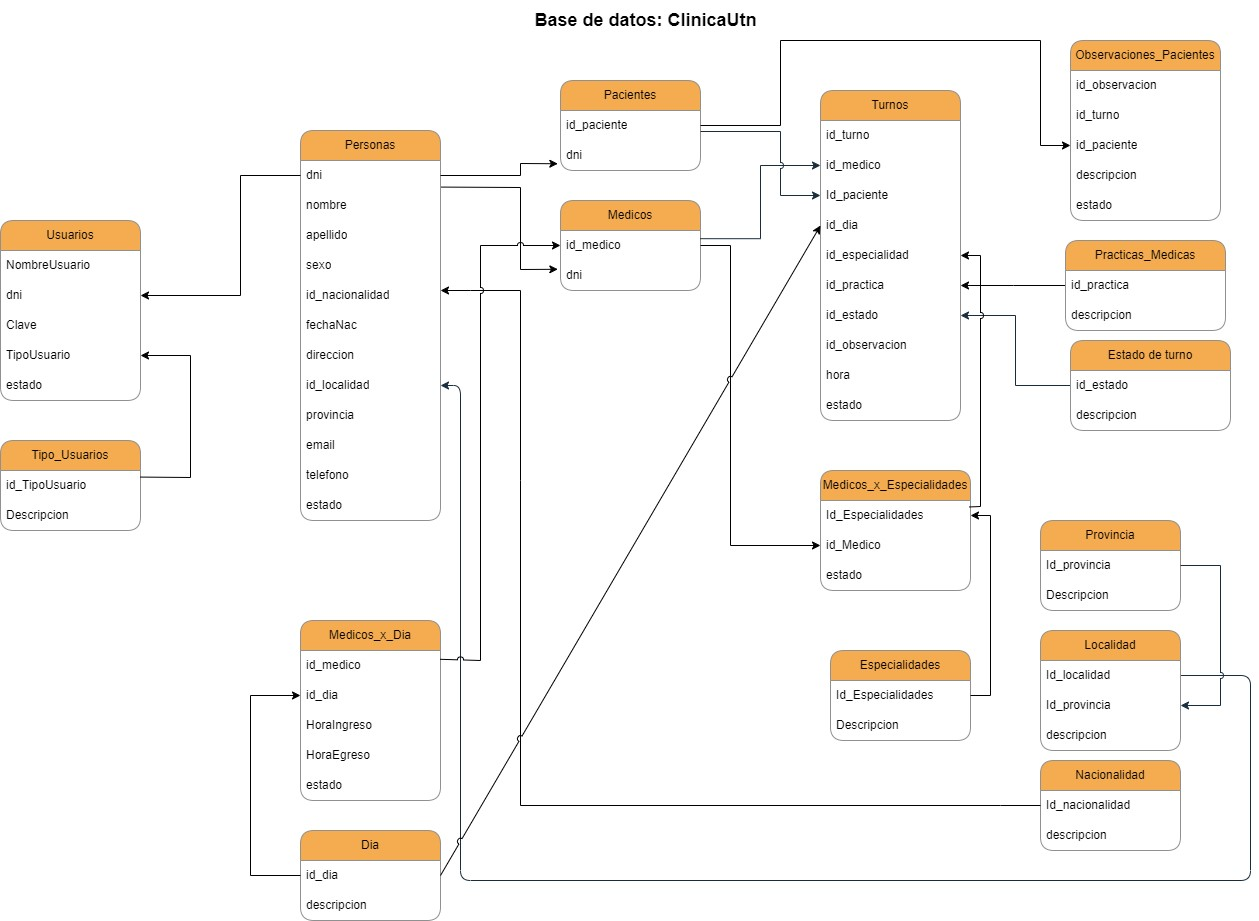 Base de datos: ClinicaUtn
Usuarios
NombreUsuario
dni
Clave
TipoUsuario
estado
Tipo_Usuarios
id_TipoUsuario
Descripcion
Personas
dni
nombre
apellido
sexo
id_nacionalidad
fechaNac
direccion
id_localidad
provincia
email
telefono
estado
Medicos_x_Dia
id_medico
id_dia
HoraIngreso
HoraEgreso
estado
Dia
id_dia
descripcion
Pacientes
id_paciente
dni
Medicos
id_medico
dni
Turnos
id_turno
id_medico
Id_paciente
id_dia
id_especialidad
id_practica
id_estado
id_observacion
hora
estado
Medicos_x_Especialidades
Id_Especialidades
id_Medico
estado
Especialidades
Id_Especialidades
Descripcion
Observaciones_Pacientes
id_observacion
id_turno
id_paciente
descripcion
estado
Practicas_Medicas
id_practica
descripcion
Estado de turno
id_estado
descripcion
Provincia
Id_provincia
Descripcion
Localidad
Id_localidad
Id_provincia
descripcion
Nacionalidad
Id_nacionalidad
descripcion